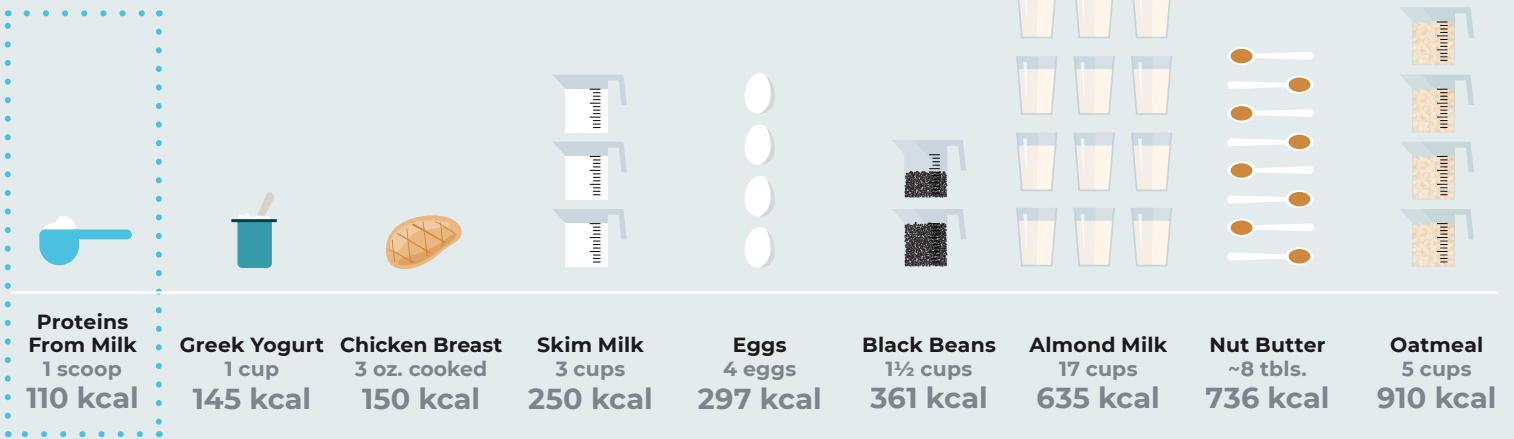 Proteins
From Milk
1 scoop
110 kcal
Greek Yogurt
1 cup
145 kcal
Chicken Breast
3 oz. cooked
150 kcal
Skim Milk
3 cups
250 kcal
Eggs
4 eggs
297 kcal
Black Beans
1½ cups
361 kcal
Almond Milk
17 cups
635 kcal
Nut Butter
~8 tbls.
736 kcal
Oatmeal
5 cups
910 kcal